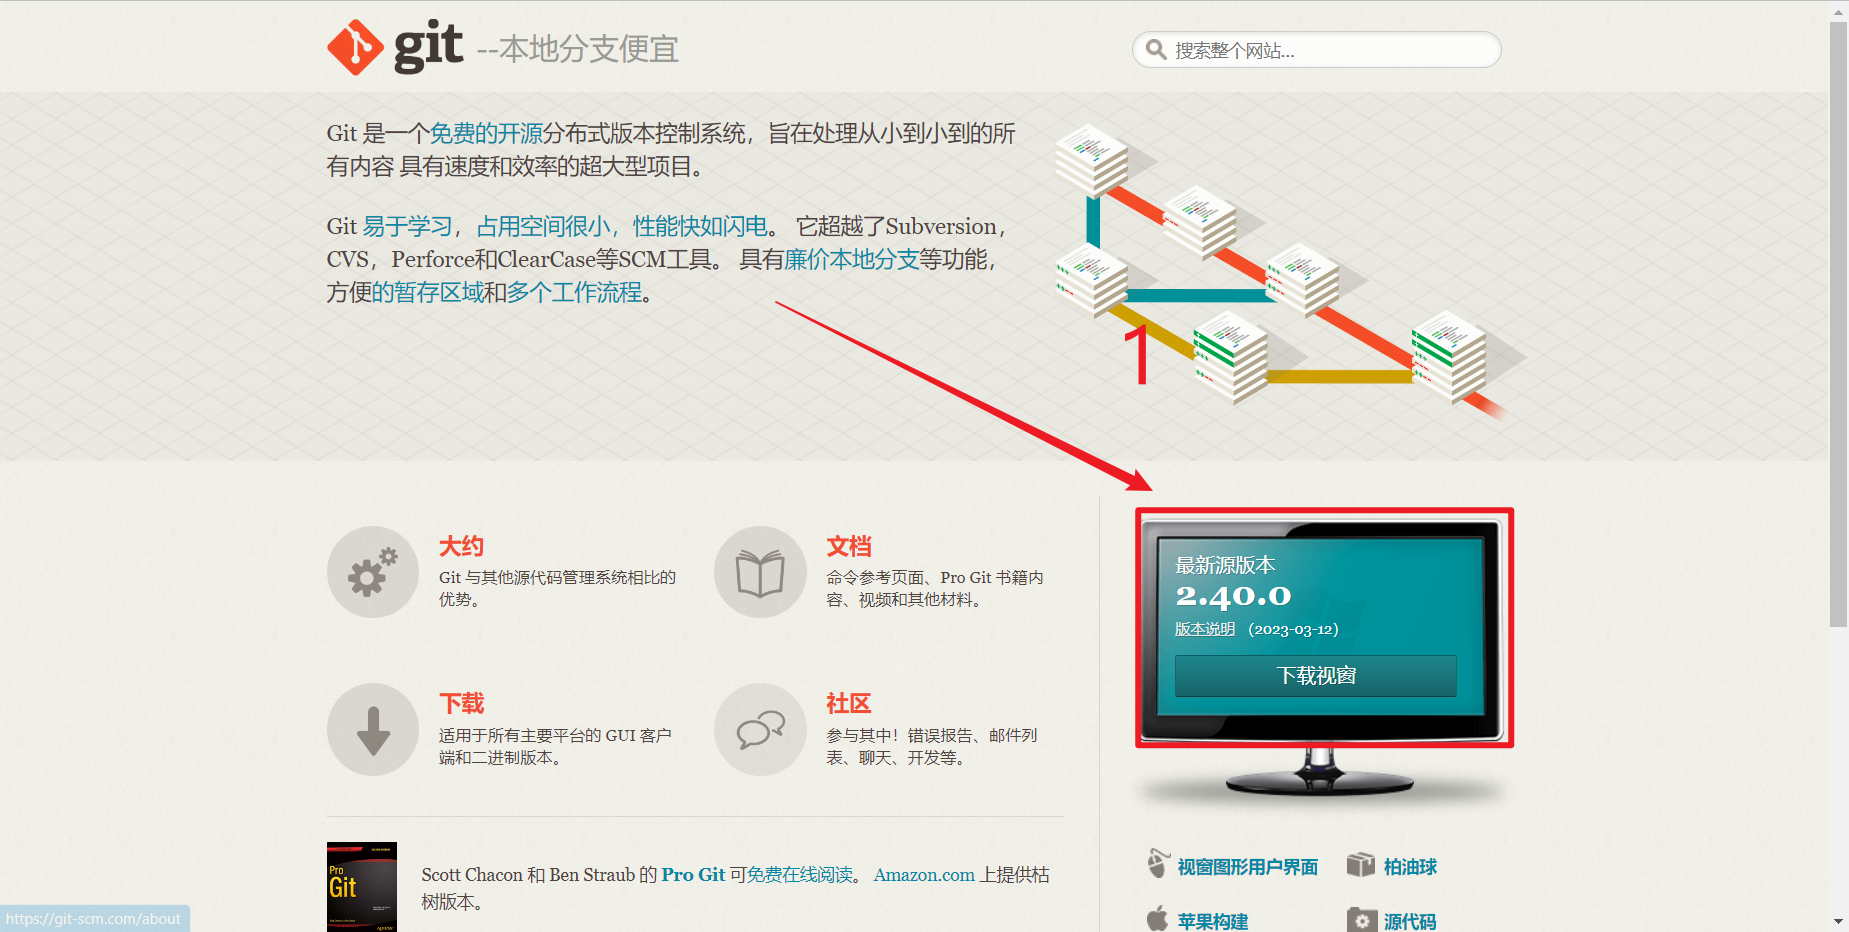 git --本地分支便宜
搜索整个网站...
Git 是一个免费的开源分布式版本控制系统，旨在处理从小到小到的所
有内容 具有速度和效率的超大型项目。
Git 易于学习，占用空间很小，性能快如闪电。 它超越了Subversion，
CVS，Perforce和ClearCase等SCM工具。 具有廉价本地分支等功能，
方便的暂存区域和多个工作流程。
1
大约
Git 与其他源代码管理系统相比的
优势。
文档
命令参考页面、Pro Git 书籍内
容、视频和其他材料。
下载
适用于所有主要平台的 GUI 客户
端和二进制版本。
社区
参与其中！错误报告、邮件列
表、聊天、开发等。
最新源版本
2.40.0
版本说明 （2023-03-12）
下载视窗
Pro
Git
Scott Chacon 和 Ben Straub 的 Pro Git 可免费在线阅读。 Amazon.com 上提供枯
树版本。
视窗图形用户界面
柏油球
苹果构建
源代码
https://git-scm.com/about